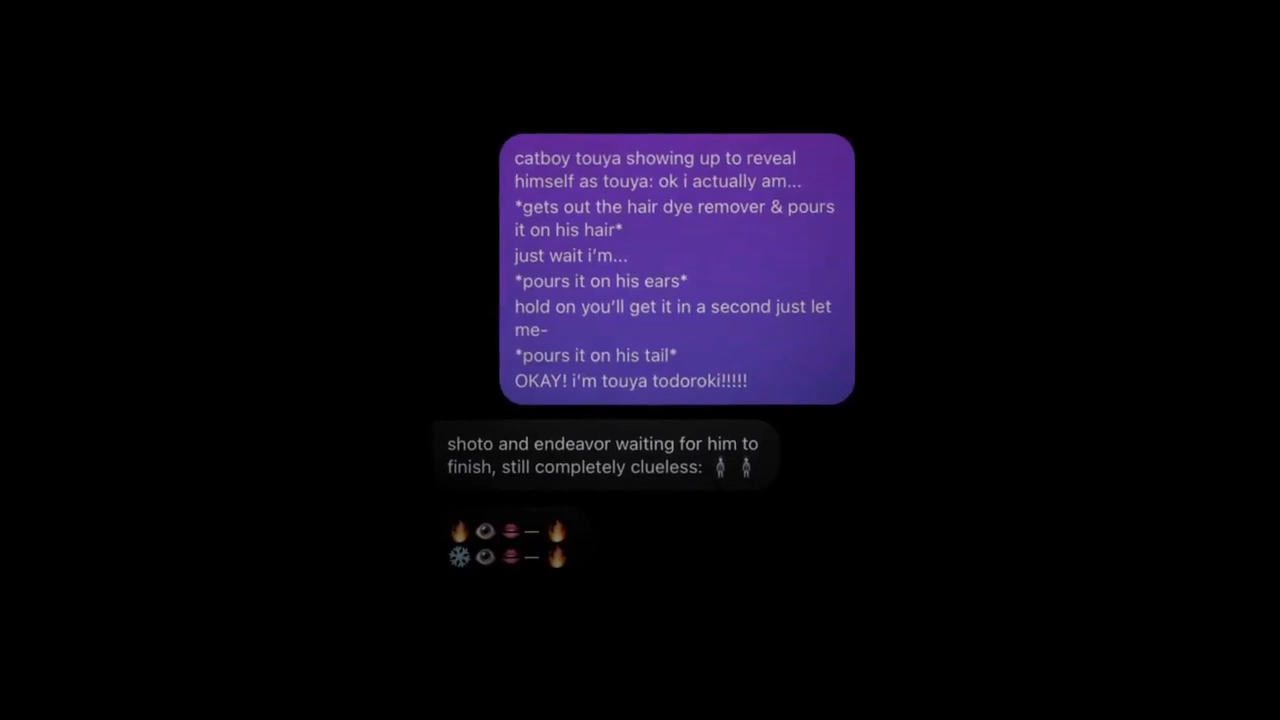 catboy touya showing up to reveal
himself as touya: ok i actually am...
*gets out the hair dye remover & pours
it on his hair*
just wait i'm...
*pours it on his ears*
hold on you'll get it in a second just let
me-
*pours it on his tail*
OKAY! i'm touya todoroki!!!!!
shoto and endeavor waiting for him to
finish, still completely clueless: 🧍🧍
🔥👁👄— 🔥
❄️👁👄— 🔥